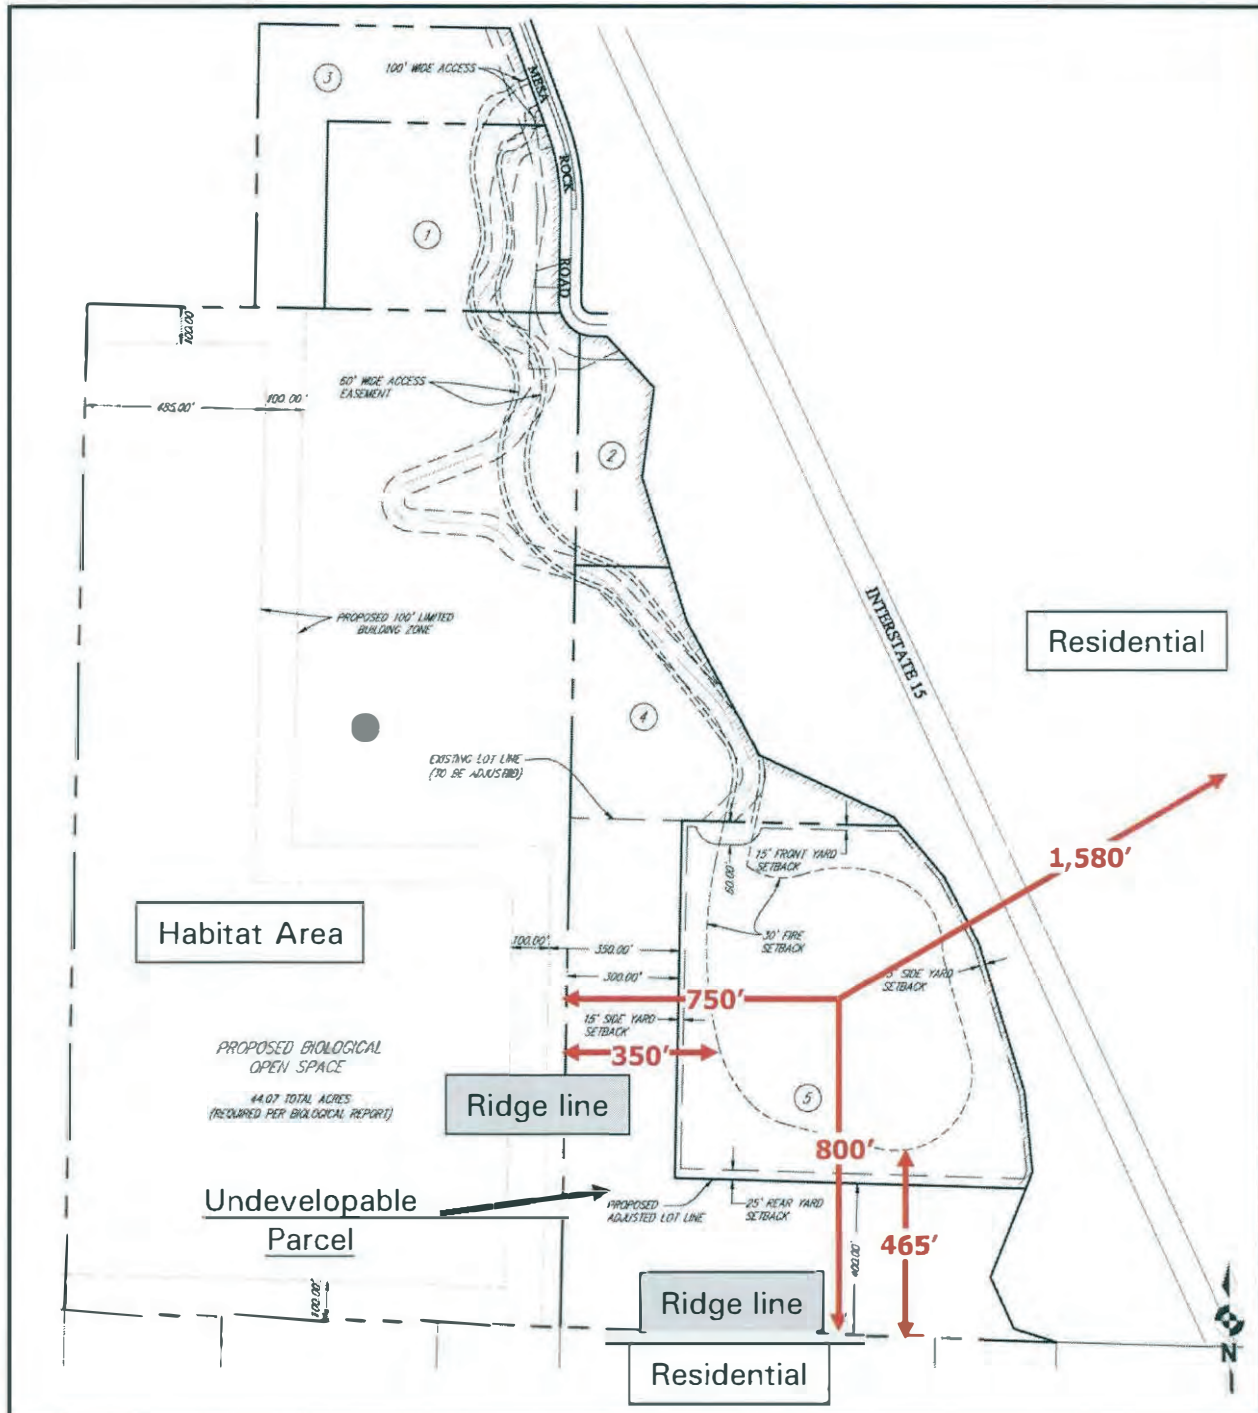 3
100' WIDE ACCESS
MESA
ROCK
ROAD
1
100.00'
485.00'
100.00'
60' WIDE ACCESS
EASEMENT
2
PROPOSED 100' LIMITED
BUILDING ZONE
INTERSTATE 15
Residential
4
EXISTING LOT LINE
(TO BE ADJUSTED)
1,580'
15' FRONT YARD
SETBACK
60.00'
30' FIRE
SETBACK
Habitat Area
100.00'
350.00'
300.00'
5' SIDE YARD
SETBACK
750'
15' SIDE YARD
SETBACK
350'
PROPOSED BIOLOGICAL
OPEN SPACE
44.07 TOTAL ACRES
(REQUIRED PER BIOLOGICAL REPORT)
Ridge line
5
800'
Undevelopable
Parcel
PROPOSED
ADJUSTED LOT LINE
25' REAR YARD
SETBACK
465'
400.00'
100.00'
Ridge line
Residential
N